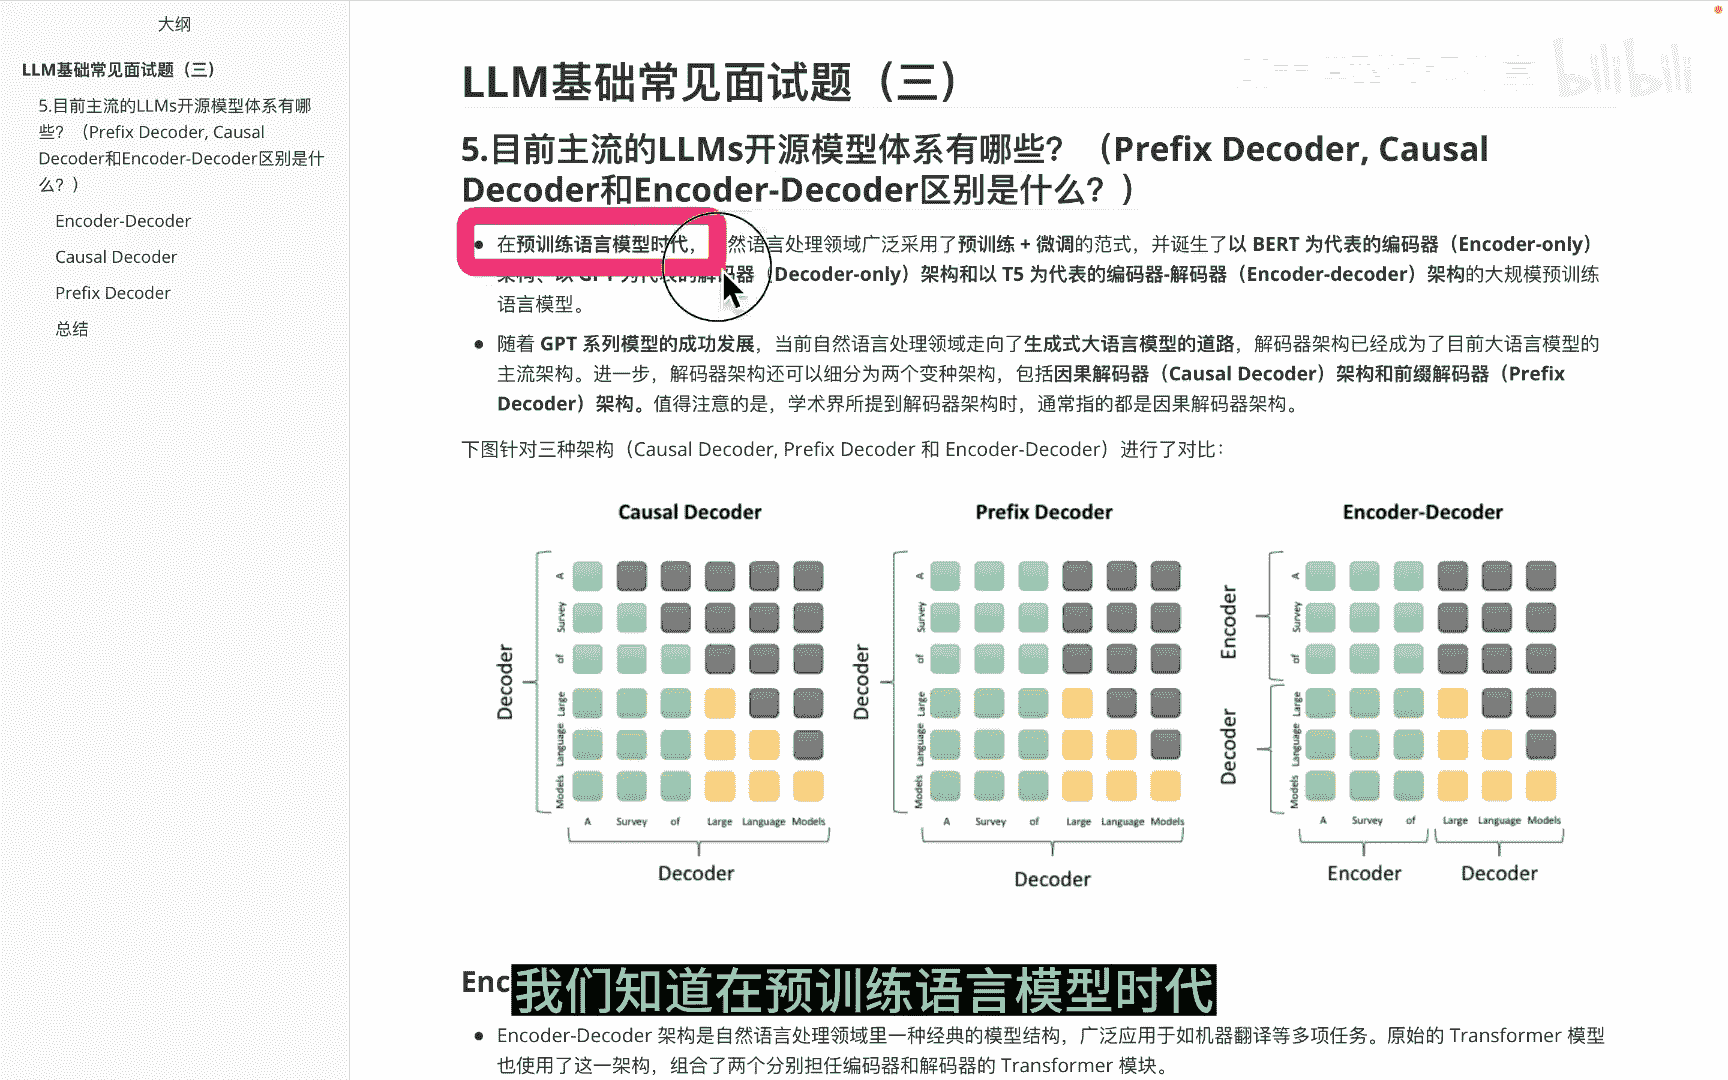 大纲
LLM基础常见面试题（三）
5.目前主流的LLMs开源模型体系有哪
些？（Prefix Decoder, Causal
Decoder和Encoder-Decoder区别是什
么？）
Encoder-Decoder
Causal Decoder
Prefix Decoder
总结
bilibili
LLM基础常见面试题（三）
5.目前主流的LLMs开源模型体系有哪些？（Prefix Decoder, Causal
Decoder和Encoder-Decoder区别是什么？）
在预训练语言模型时代，然语言处理领域广泛采用了预训练 + 微调的范式，并诞生了以 BERT 为代表的编码器（Encoder-only）
架构、以 GPT 为代表的解码器（Decoder-only）架构和以 T5 为代表的编码器-解码器（Encoder-decoder）架构的大规模预训练
语言模型。
随着 GPT 系列模型的成功发展，当前自然语言处理领域走向了生成式大语言模型的道路，解码器架构已经成为了目前大语言模型的
主流架构。进一步，解码器架构还可以细分为两个变种架构，包括因果解码器（Causal Decoder）架构和前缀解码器（Prefix
Decoder）架构。值得注意的是，学术界所提到解码器架构时，通常指的都是因果解码器架构。
下图针对三种架构（Causal Decoder, Prefix Decoder 和 Encoder-Decoder）进行了对比：
Causal Decoder
Decoder
A
Survey
of
Large
Language
Models
A Survey of Large Language Models
Decoder
Prefix Decoder
Decoder
A
Survey
of
Large
Language
Models
A Survey of Large Language Models
Decoder
Encoder-Decoder
Encoder
Decoder
A
Survey
of
Large
Language
Models
A Survey of Large Language Models
Encoder
Decoder
Enc
我们知道在预训练语言模型时代
Encoder-Decoder 架构是自然语言处理领域里一种经典的模型结构，广泛应用于如机器翻译等多项任务。原始的 Transformer 模型
也使用了这一架构，组合了两个分别担任编码器和解码器的 Transformer 模块。